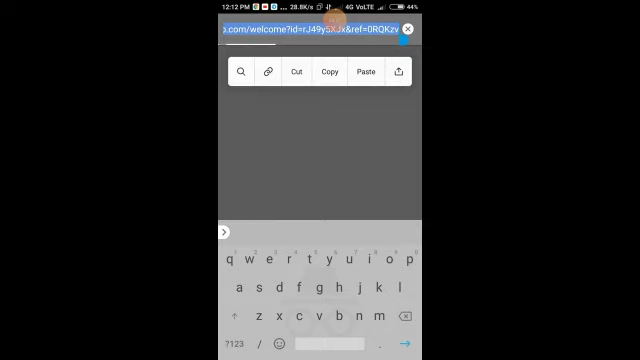 12:12 PM ... 28.8K/s 4G VoLTE 44%
o.com/welcome?id=rJ49y5XJx&ref=0RQKzv
Cut Copy Paste
q w e r t y u i o p
a s d f g h j k l
z x c v b n m
?123 / .